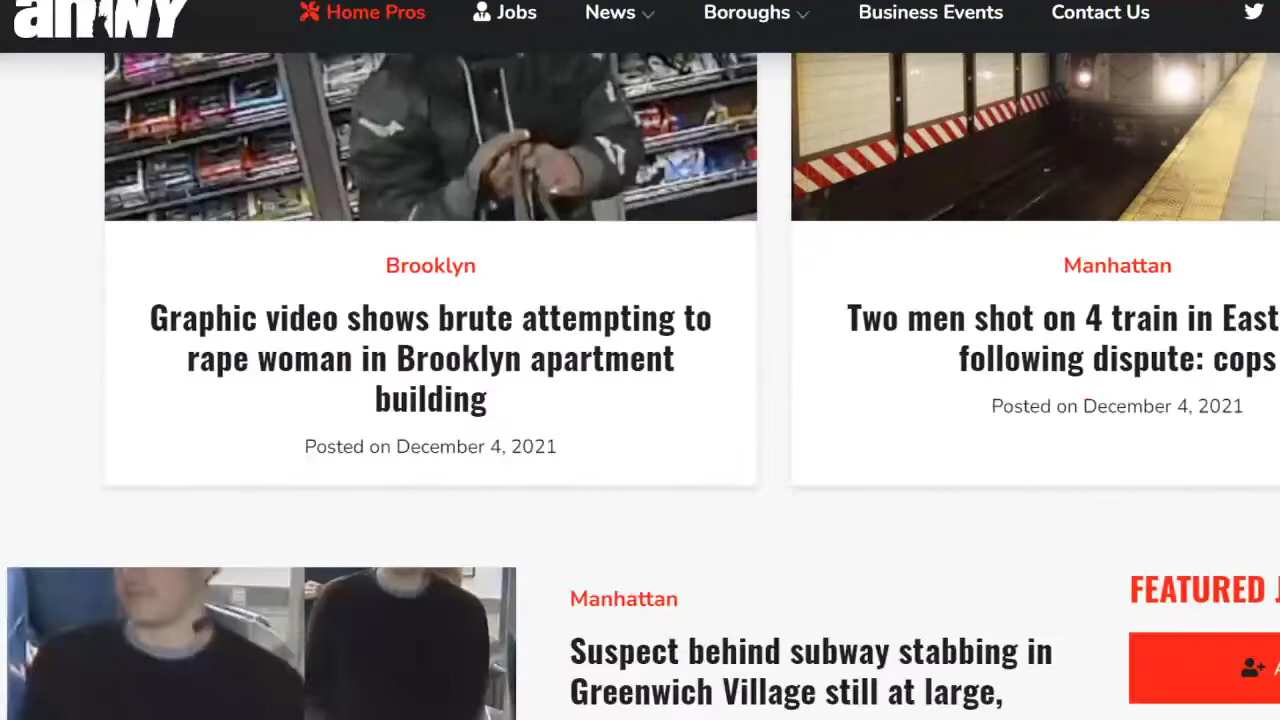 amNY
Home Pros
Jobs
News
Boroughs
Business Events
Contact Us
Brooklyn
Graphic video shows brute attempting to
rape woman in Brooklyn apartment
building
Posted on December 4, 2021
Manhattan
Two men shot on 4 train in East
following dispute: cops
Posted on December 4, 2021
Manhattan
Suspect behind subway stabbing in
Greenwich Village still at large,
FEATURED